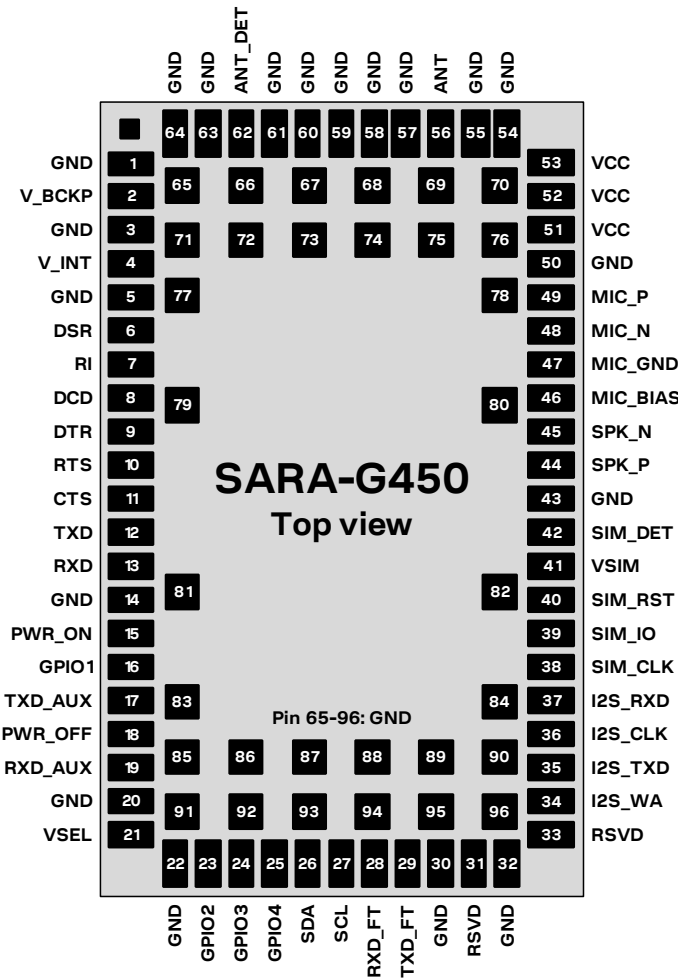 GND GND ANT_DET GND GND GND GND GND ANT GND GND
64 63 62 61 60 59 58 57 56 55 54
GND 1 53 VCC
65 66 67 68 69 70
V_BCKP 2 52 VCC
GND 3 51 VCC
71 72 73 74 75 76
V_INT 4 50 GND
GND 5 77 78 49 MIC_P
DSR 6 48 MIC_N
RI 7 47 MIC_GND
DCD 8 79 80 46 MIC_BIAS
DTR 9 45 SPK_N
RTS 10 44 SPK_P
SARA-G450
CTS 11 43 GND
Top view
TXD 12 42 SIM_DET
RXD 13 41 VSIM
GND 14 81 82 40 SIM_RST
PWR_ON 15 39 SIM_IO
GPIO1 16 38 SIM_CLK
TXD_AUX 17 83 84 37 I2S_RXD
Pin 65-96: GND
PWR_OFF 18 36 I2S_CLK
85 86 87 88 89 90
RXD_AUX 19 35 I2S_TXD
GND 20 34 I2S_WA
91 92 93 94 95 96
VSEL 21 33 RSVD
22 23 24 25 26 27 28 29 30 31 32
GND GPIO2 GPIO3 GPIO4 SDA SCL RXD_FT TXD_FT GND RSVD GND